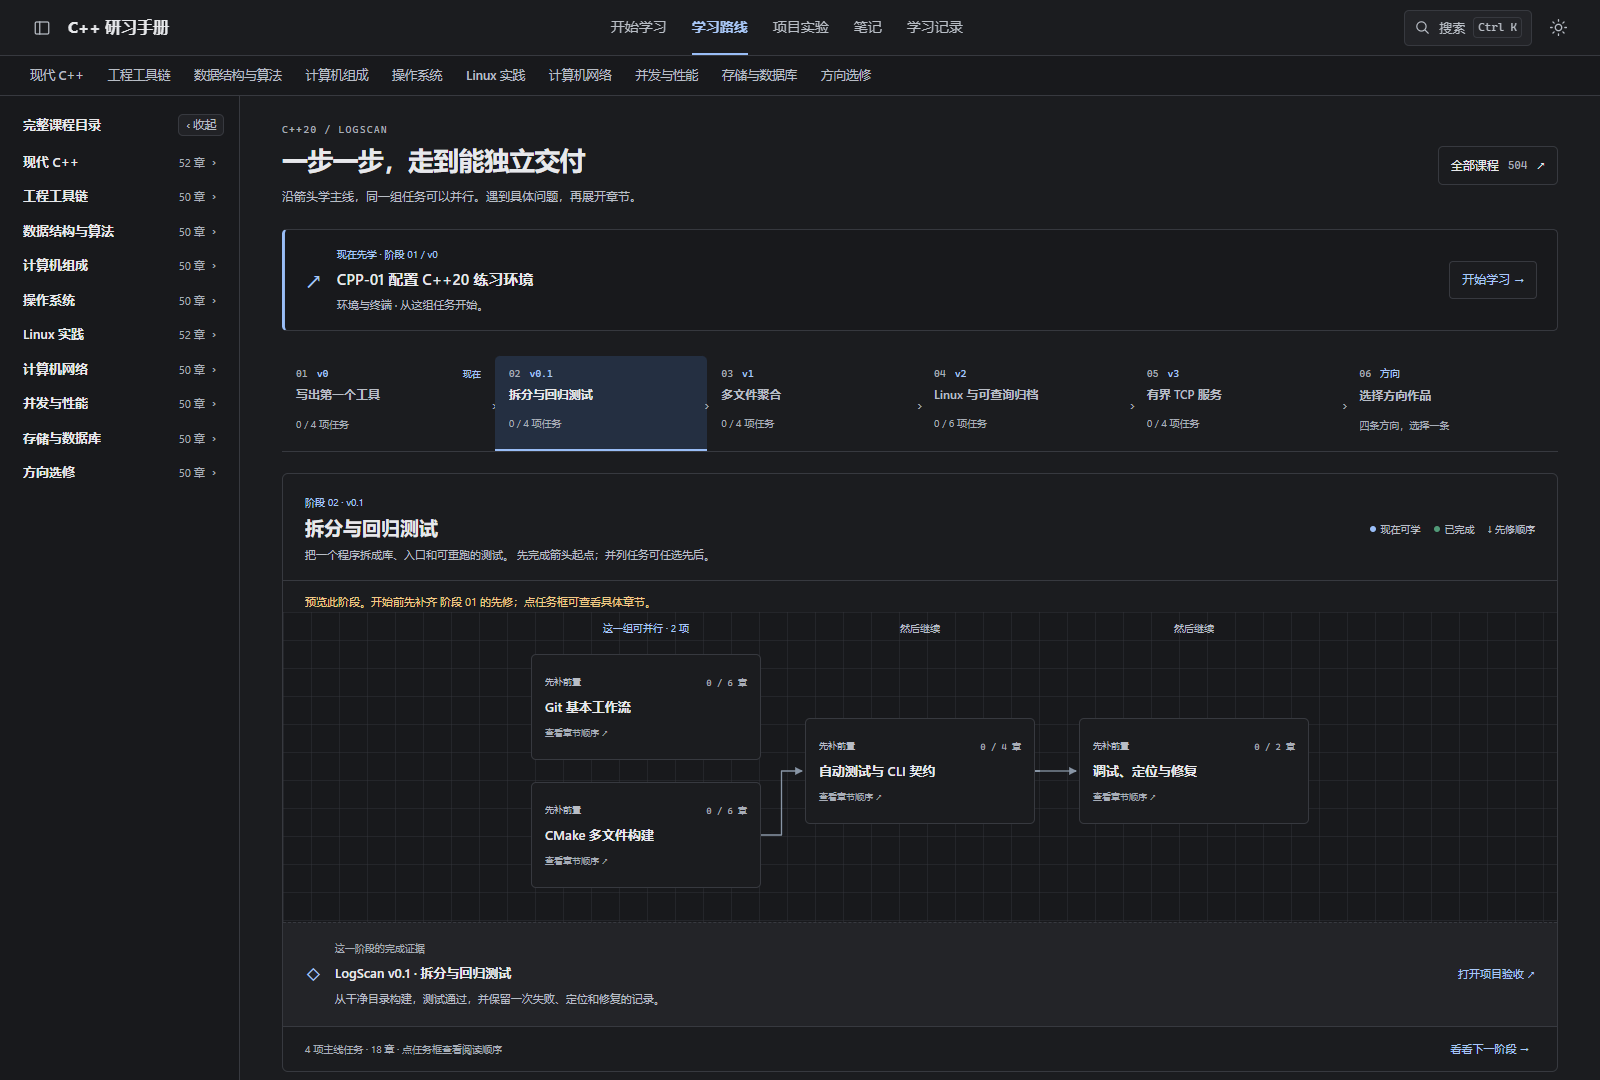 C++ 研习手册
开始学习
学习路线
项目实验
笔记
学习记录
搜索 Ctrl K
现代 C++
工程工具链
数据结构与算法
计算机组成
操作系统
Linux 实践
计算机网络
并发与性能
存储与数据库
方向选修
完整课程目录
‹ 收起
现代 C++ 52 章 ›
工程工具链 50 章 ›
数据结构与算法 50 章 ›
计算机组成 50 章 ›
操作系统 50 章 ›
Linux 实践 52 章 ›
计算机网络 50 章 ›
并发与性能 50 章 ›
存储与数据库 50 章 ›
方向选修 50 章 ›
C++20 / LOGSCAN
一步一步，走到能独立交付
沿箭头学主线，同一组任务可以并行。遇到具体问题，再展开章节。
全部课程 504 ↗
现在先学 · 阶段 01 / v0
↗ CPP-01 配置 C++20 练习环境
环境与终端 · 从这组任务开始。
开始学习 →
01 v0 现在
写出第一个工具
0 / 4 项任务
›
02 v0.1
拆分与回归测试
0 / 4 项任务
›
03 v1
多文件聚合
0 / 4 项任务
›
04 v2
Linux 与可查询归档
0 / 6 项任务
›
05 v3
有界 TCP 服务
0 / 4 项任务
›
06 方向
选择方向作品
四条方向，选择一条
阶段 02 · v0.1
拆分与回归测试
把一个程序拆成库、入口和可重跑的测试。 先完成箭头起点；并列任务可任选先后。
现在可学
已完成
↓ 先修顺序
预览此阶段。开始前先补齐 阶段 01 的先修；点任务框可查看具体章节。
这一组可并行 · 2 项
然后继续
然后继续
先补前置 0 / 6 章
Git 基本工作流
查看章节顺序 ↗
先补前置 0 / 6 章
CMake 多文件构建
查看章节顺序 ↗
先补前置 0 / 4 章
自动测试与 CLI 契约
查看章节顺序 ↗
先补前置 0 / 2 章
调试、定位与修复
查看章节顺序 ↗
这一阶段的完成证据
LogScan v0.1 · 拆分与回归测试
从干净目录构建，测试通过，并保留一次失败、定位和修复的记录。
打开项目验收 ↗
4 项主线任务 · 18 章 · 点任务框查看阅读顺序
看看下一阶段 →